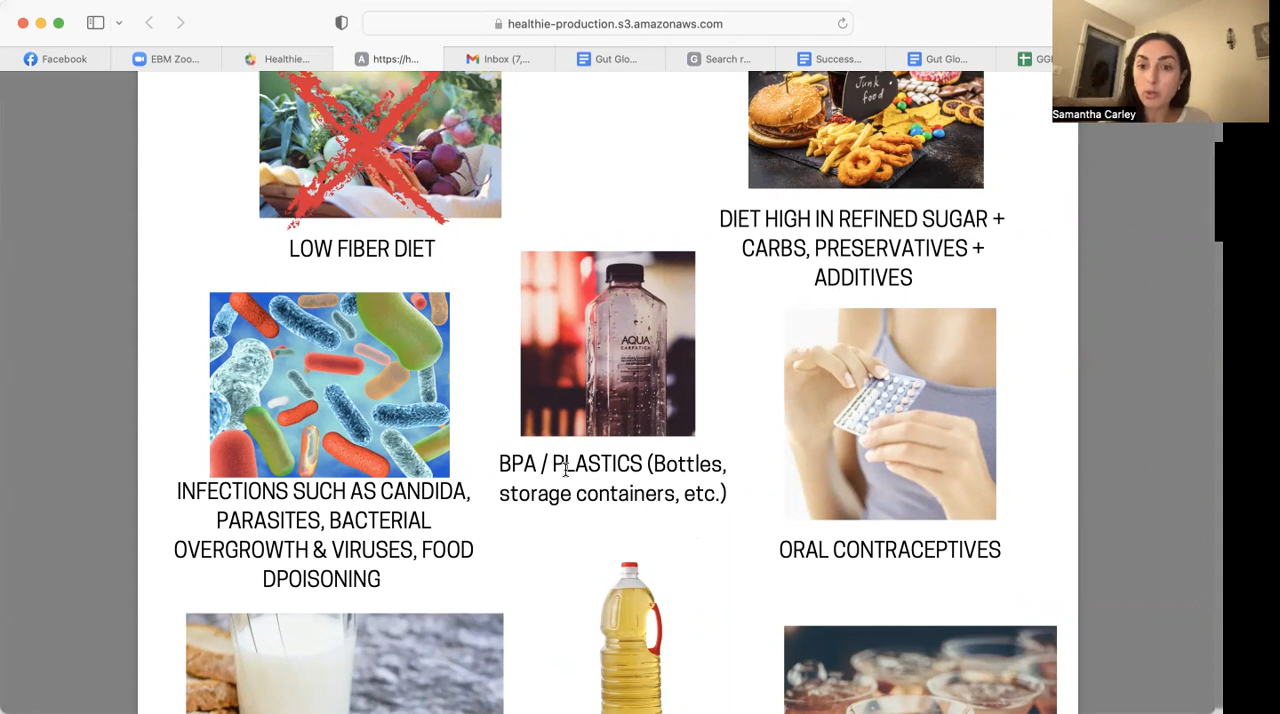 healthie-production.s3.amazonaws.com
Facebook
EBM Zoo...
Healthie...
A
https://h...
Inbox (7,...
Gut Glo...
G
Search r...
Success...
Gut Glo...
Samantha Carley
Junk
food
LOW FIBER DIET
DIET HIGH IN REFINED SUGAR +
CARBS, PRESERVATIVES +
ADDITIVES
AQUA
CARPATICA
BPA / PLASTICS (Bottles,
storage containers, etc.)
INFECTIONS SUCH AS CANDIDA,
PARASITES, BACTERIAL
OVERGROWTH & VIRUSES, FOOD
DPOISONING
ORAL CONTRACEPTIVES